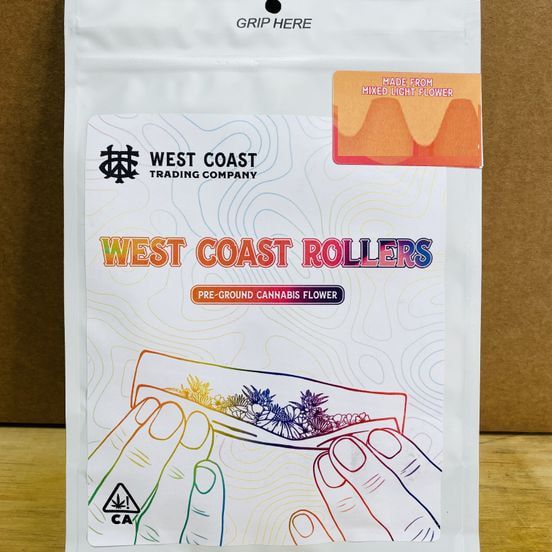 GRIP HERE
MADE FROM
MIXED LIGHT FLOWER
WEST COAST
TRADING COMPANY
WEST COAST ROLLERS
PRE-GROUND CANNABIS FLOWER
CA